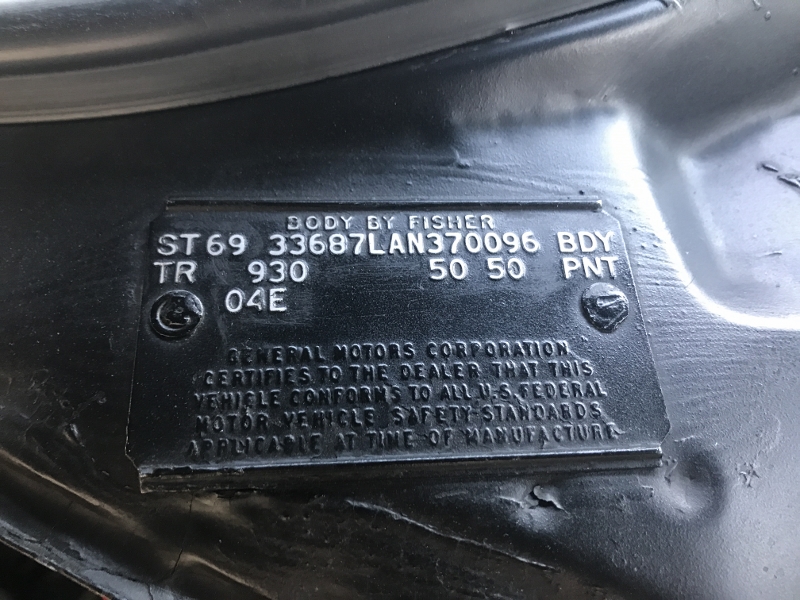 BODY BY FISHER
ST69 33687LAN370096 BDY
TR 930 50 50 PNT
04E
GENERAL MOTORS CORPORATION
CERTIFIES TO THE DEALER THAT THIS
VEHICLE CONFORMS TO ALL U.S. FEDERAL
MOTOR VEHICLE SAFETY STANDARDS
APPLICABLE AT TIME OF MANUFACTURE